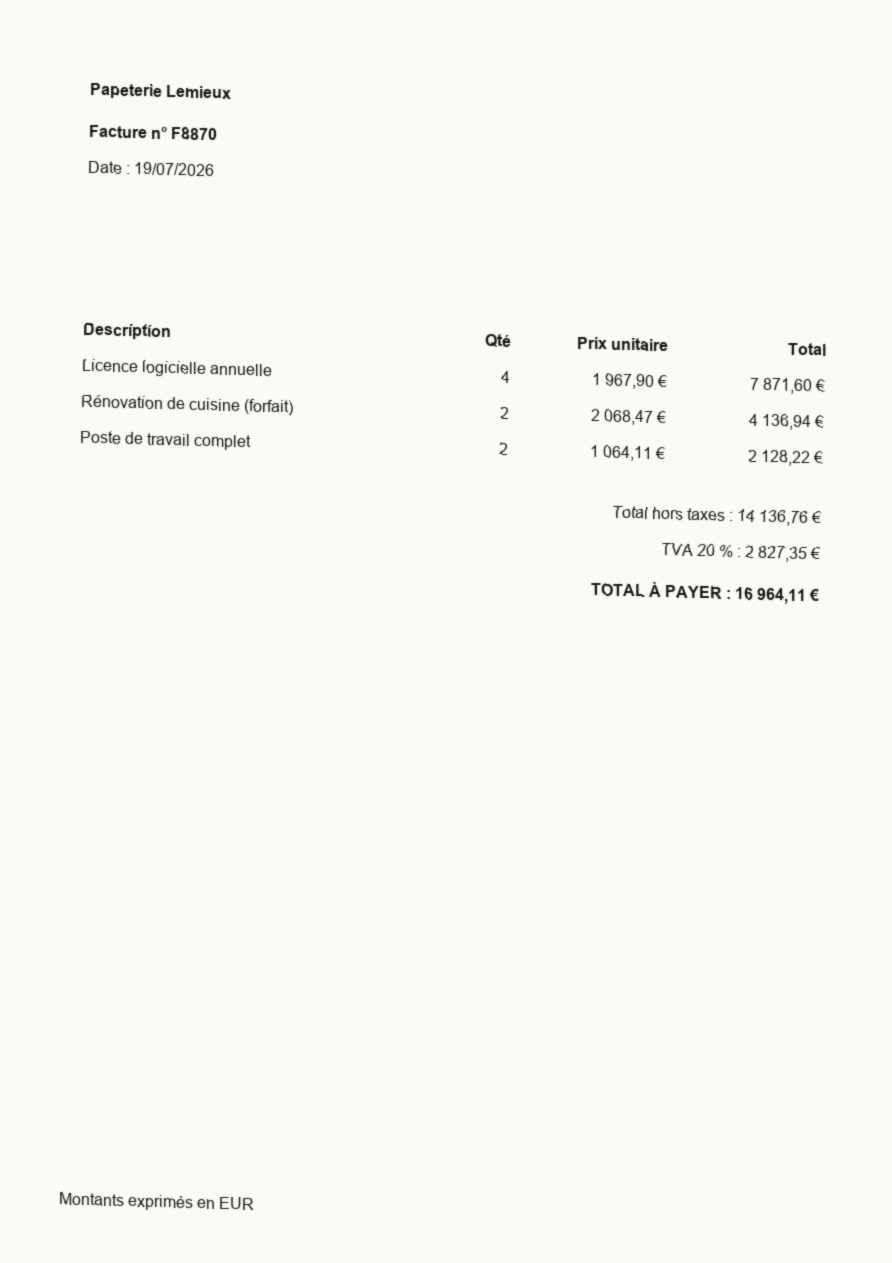 Papeterie Lemieux
Facture n° F8870
Date : 19/07/2026
Description Qté Prix unitaire Total
Licence logicielle annuelle 4 1 967,90 € 7 871,60 €
Rénovation de cuisine (forfait) 2 2 068,47 € 4 136,94 €
Poste de travail complet 2 1 064,11 € 2 128,22 €
Total hors taxes : 14 136,76 €
TVA 20 % : 2 827,35 €
TOTAL À PAYER : 16 964,11 €
Montants exprimés en EUR